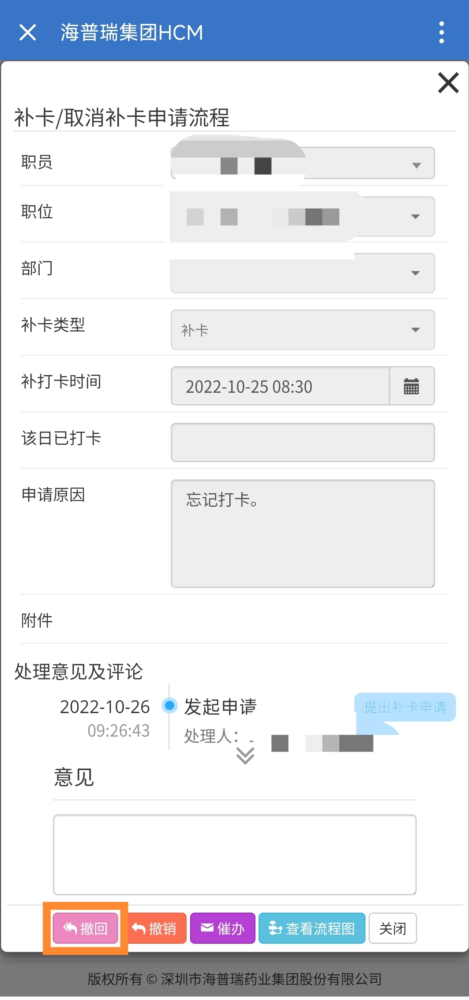 海普瑞集团HCM
补卡/取消补卡申请流程
职员
职位
部门
补卡类型
补卡
补打卡时间
2022-10-25 08:30
该日已打卡
申请原因
忘记打卡。
附件
处理意见及评论
2022-10-26
发起申请
提出补卡申请
09:26:43
处理人：
意见
撤回
撤销
催办
查看流程图
关闭
版权所有 © 深圳市海普瑞药业集团股份有限公司